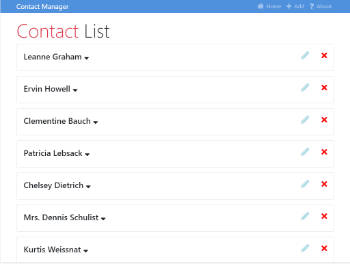 Contact Manager
Home Add About
Contact List
Leanne Graham
Ervin Howell
Clementine Bauch
Patricia Lebsack
Chelsey Dietrich
Mrs. Dennis Schulist
Kurtis Weissnat